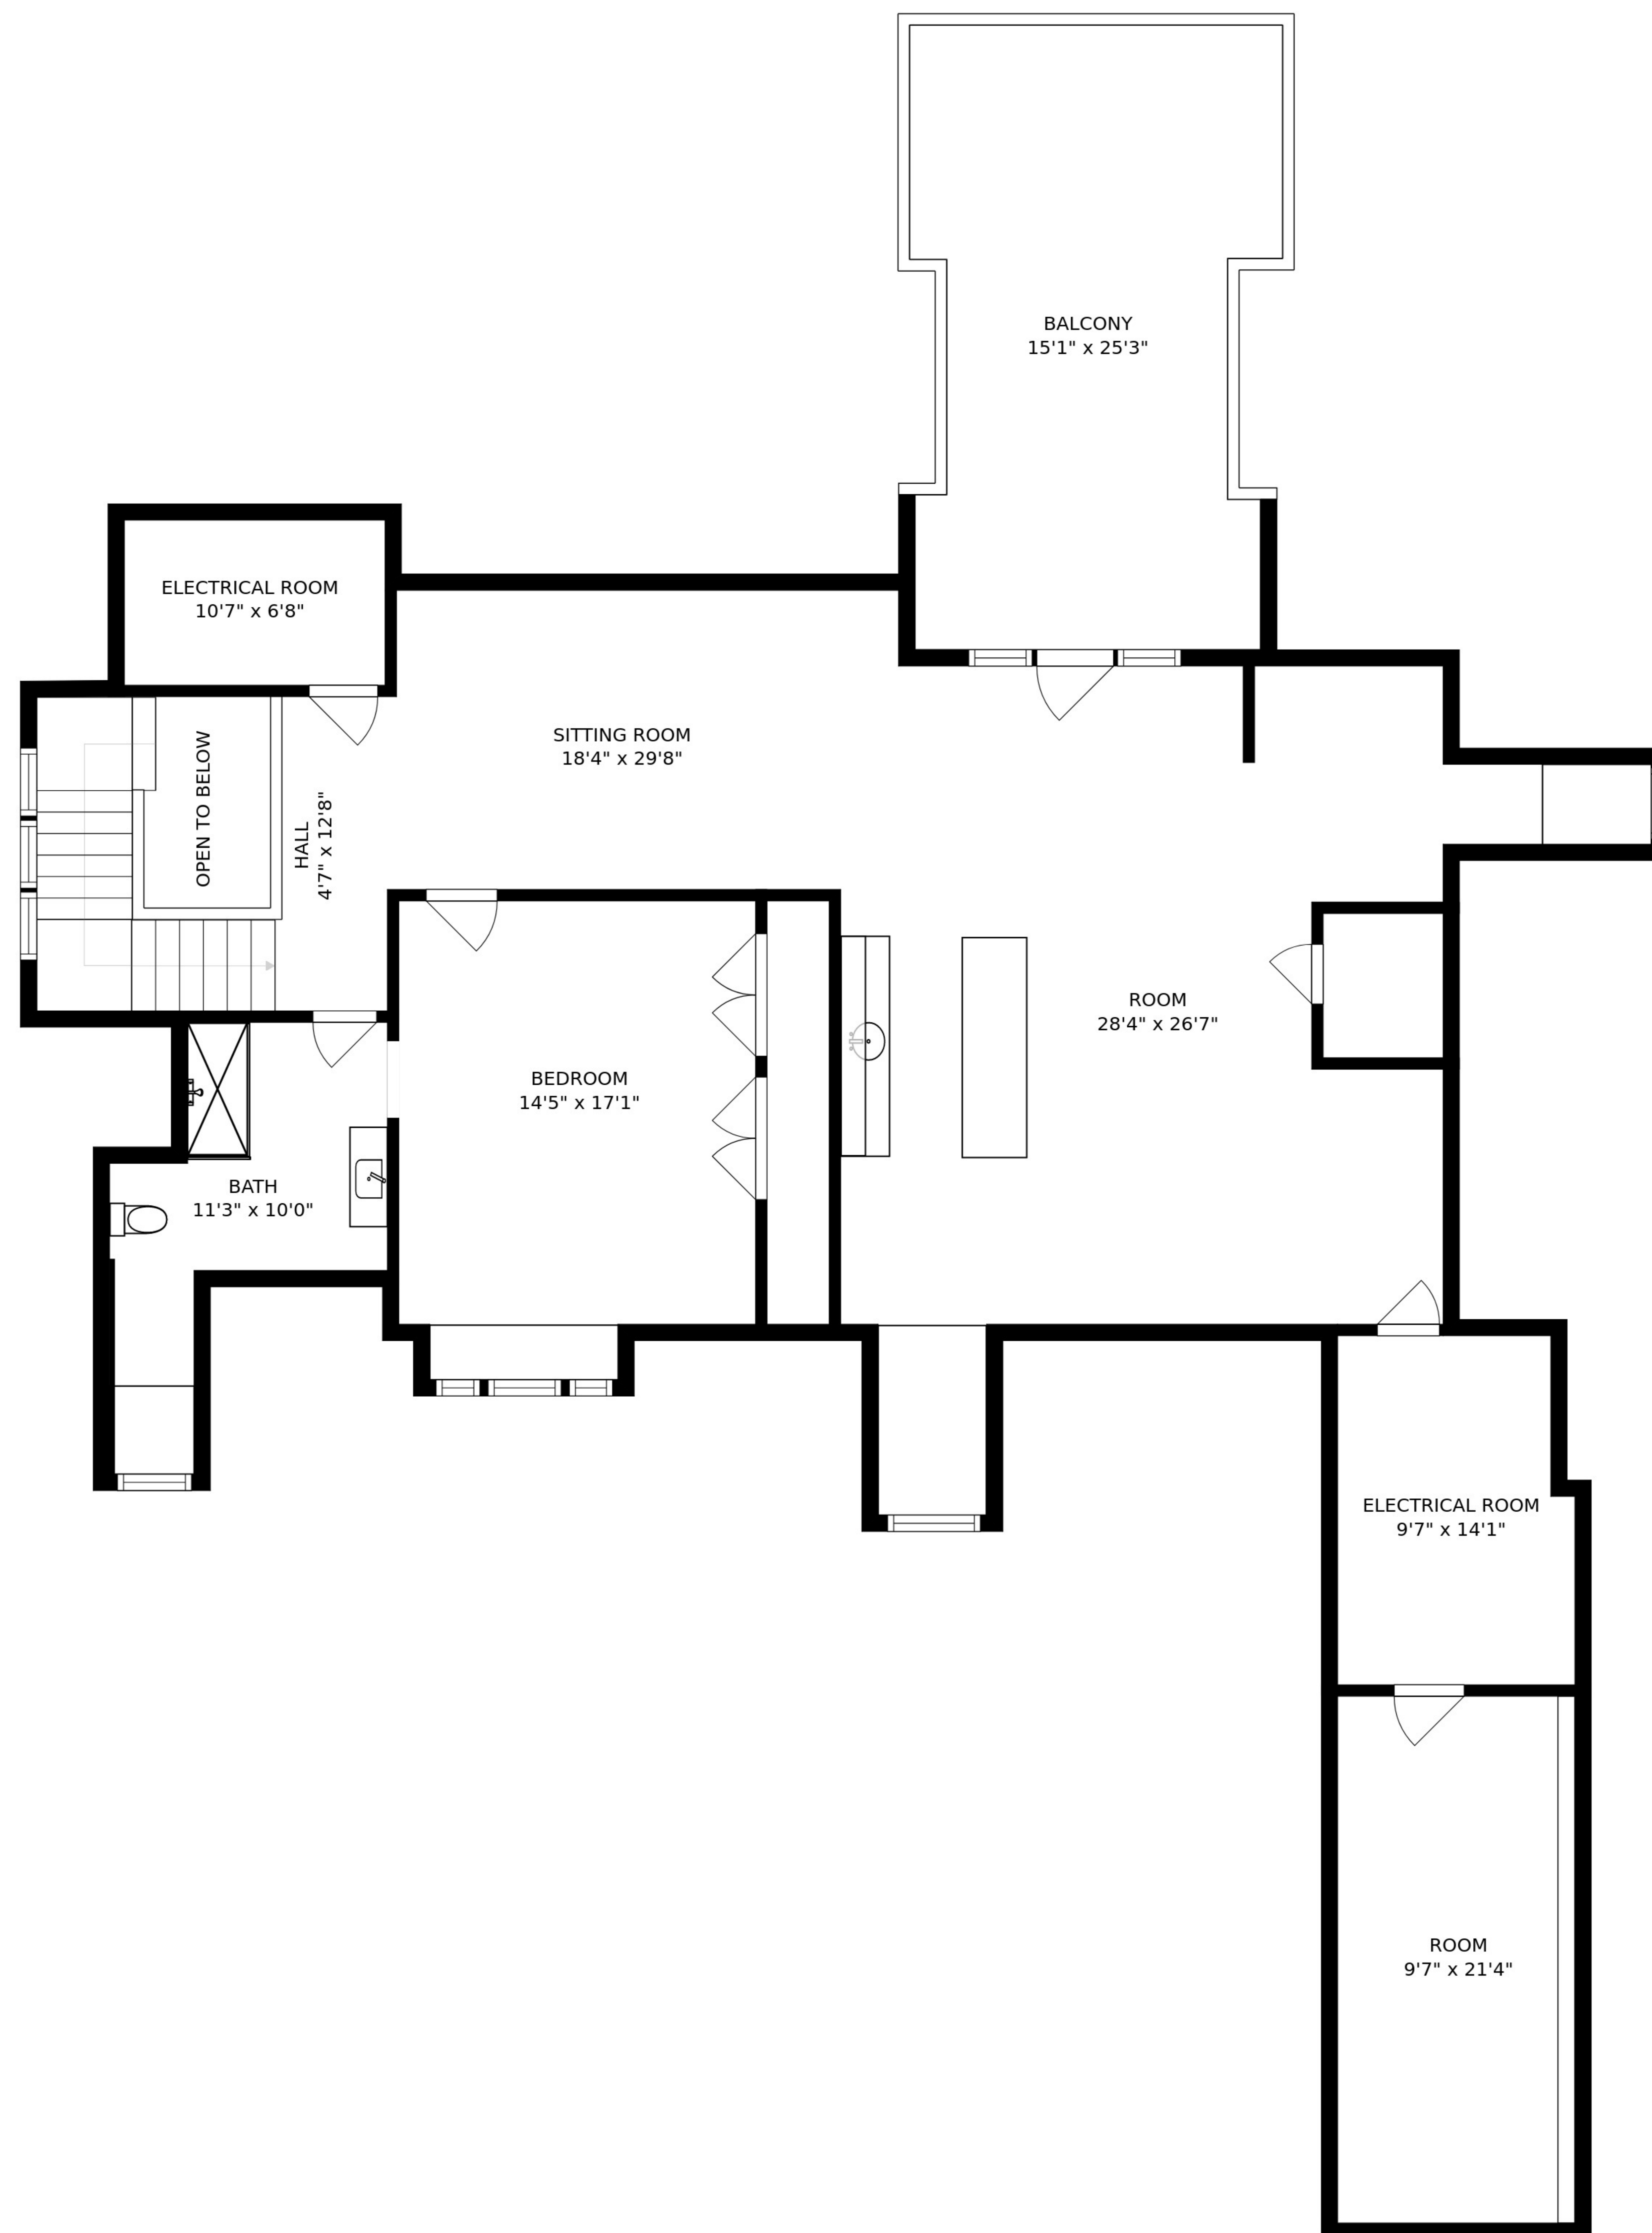 BALCONY
15'1" x 25'3"
ELECTRICAL ROOM
10'7" x 6'8"
SITTING ROOM
18'4" x 29'8"
OPEN TO BELOW
HALL
4'7" x 12'8"
ROOM
28'4" x 26'7"
BEDROOM
14'5" x 17'1"
BATH
11'3" x 10'0"
ELECTRICAL ROOM
9'7" x 14'1"
ROOM
9'7" x 21'4"